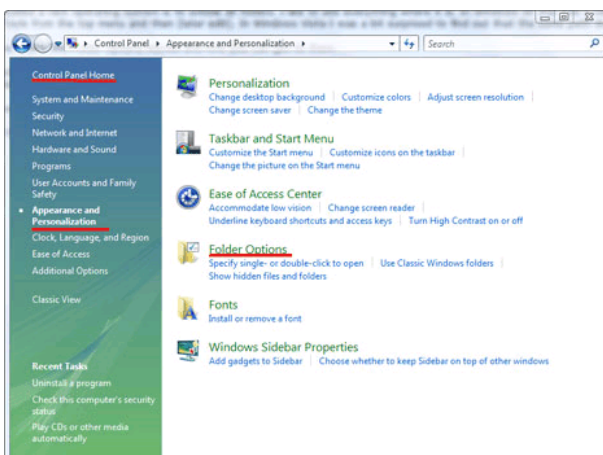 Control Panel ▸ Appearance and Personalization ▸
Search
Control Panel Home
System and Maintenance
Security
Network and Internet
Hardware and Sound
Programs
User Accounts and Family
Safety
Appearance and
Personalization
Clock, Language, and Region
Ease of Access
Additional Options
Classic View
Recent Tasks
Uninstall a program
Check this computer's security
status
Play CDs or other media
automatically
Personalization
Change desktop background | Customize colors | Adjust screen resolution |
Change screen saver | Change the theme
Taskbar and Start Menu
Customize the Start menu | Customize icons on the taskbar |
Change the picture on the Start menu
Ease of Access Center
Accommodate low vision | Change screen reader |
Underline keyboard shortcuts and access keys | Turn High Contrast on or off
Folder Options
Specify single- or double-click to open | Use Classic Windows folders |
Show hidden files and folders
Fonts
Install or remove a font
Windows Sidebar Properties
Add gadgets to Sidebar | Choose whether to keep Sidebar on top of other windows